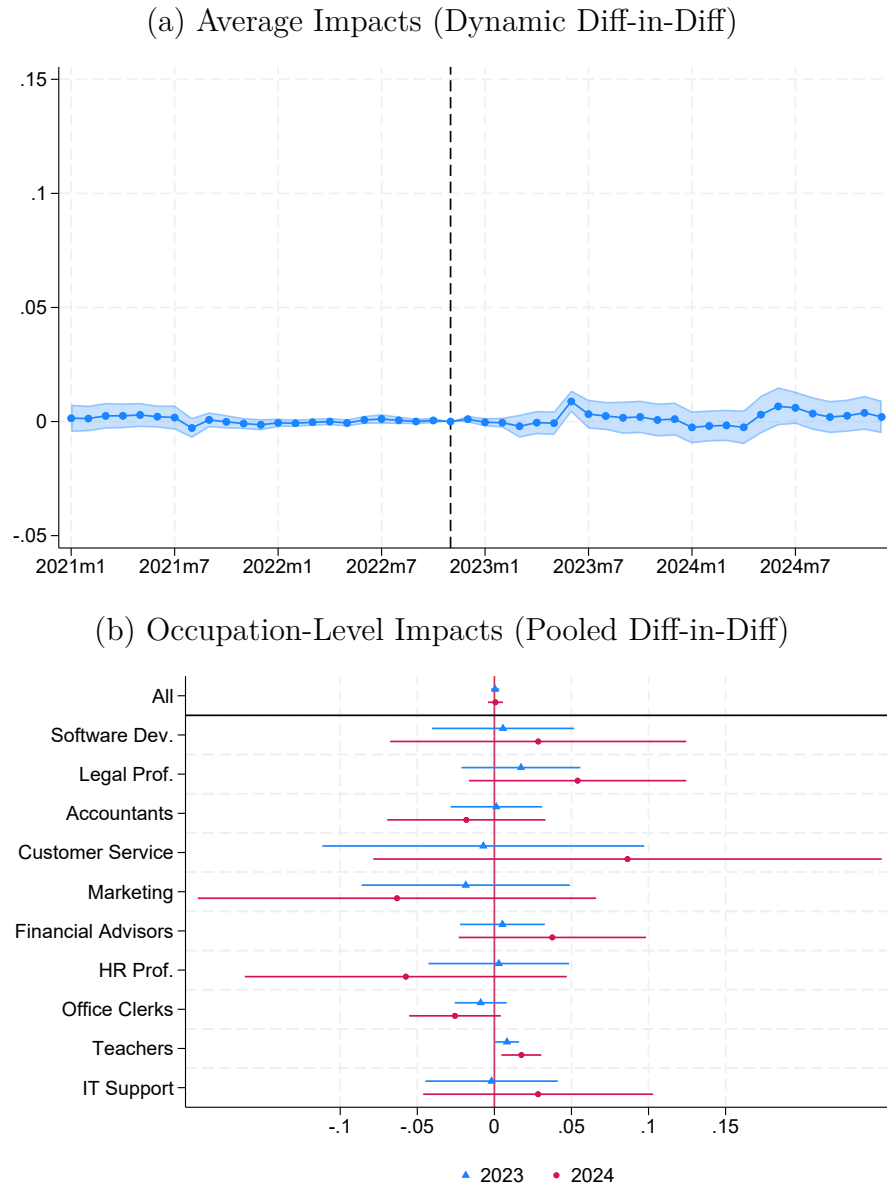 (a) Average Impacts (Dynamic Diff-in-Diff)
.15
.1
.05
0
-.05
2021m1 2021m7 2022m1 2022m7 2023m1 2023m7 2024m1 2024m7
(b) Occupation-Level Impacts (Pooled Diff-in-Diff)
All
Software Dev.
Legal Prof.
Accountants
Customer Service
Marketing
Financial Advisors
HR Prof.
Office Clerks
Teachers
IT Support
-.1 -.05 0 .05 .1 .15
2023 2024